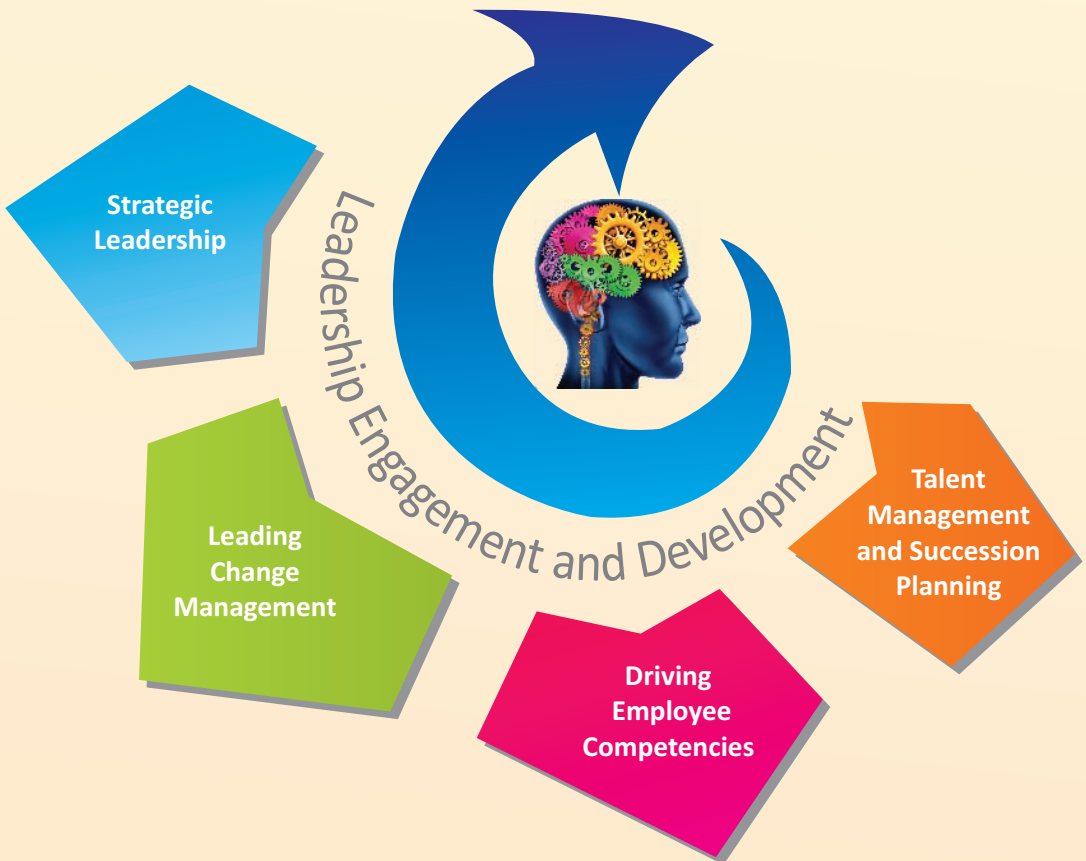 Strategic
Leadership
Leadership Engagement and Development
Leading
Change
Management
Driving
Employee
Competencies
Talent
Management
and Succession
Planning